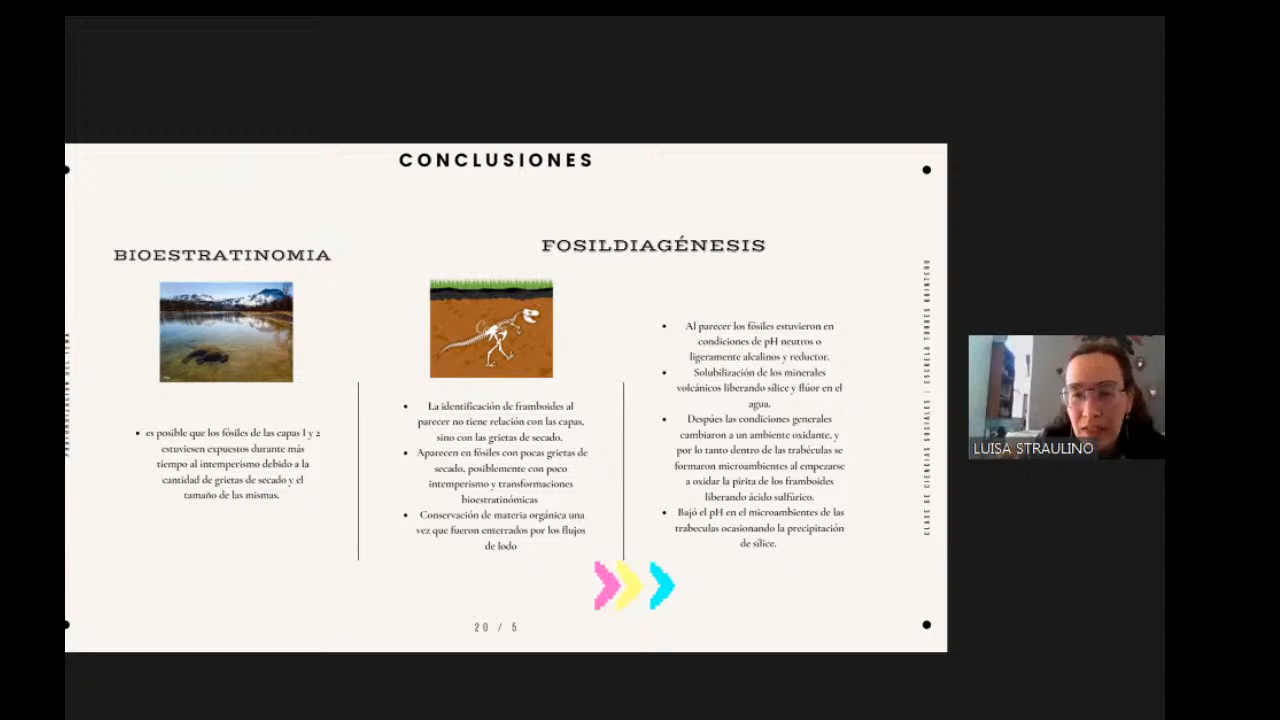 CONCLUSIONES
BIOESTRATINOMIA
• es posible que los fósiles de las capas 1 y 2
estuviesen expuestos durante más
tiempo al intemperismo debido a la
cantidad de grietas de secado y el
tamaño de las mismas.
FOSILDIAGÉNESIS
• La identificación de framboides al
parecer no tiene relación con las capas,
sino con las grietas de secado.
• Aparecen en fósiles con pocas grietas de
secado, posiblemente con poco
intemperismo y transformaciones
bioestratinómicas
• Conservación de materia orgánica una
vez que fueron enterrados por los flujos
de lodo
• Al parecer los fósiles estuvieron en
condiciones de pH neutros o
ligeramente alcalinos y reductor.
• Solubilización de los minerales
volcánicos liberando sílice y flúor en el
agua.
• Despúes las condiciones generales
cambiaron a un ambiente oxidante, y
por lo tanto dentro de las trabéculas se
formaron microambientes al empezarse
a oxidar la pirita de los framboides
liberando ácido sulfúrico.
• Bajó el pH en el microambientes de las
trabeculas ocasionando la precipitación
de sílice.
20 / 5
CLASE DE CIENCIAS SOCIALES | ESCUELA TORRES
LUISA STRAULINO